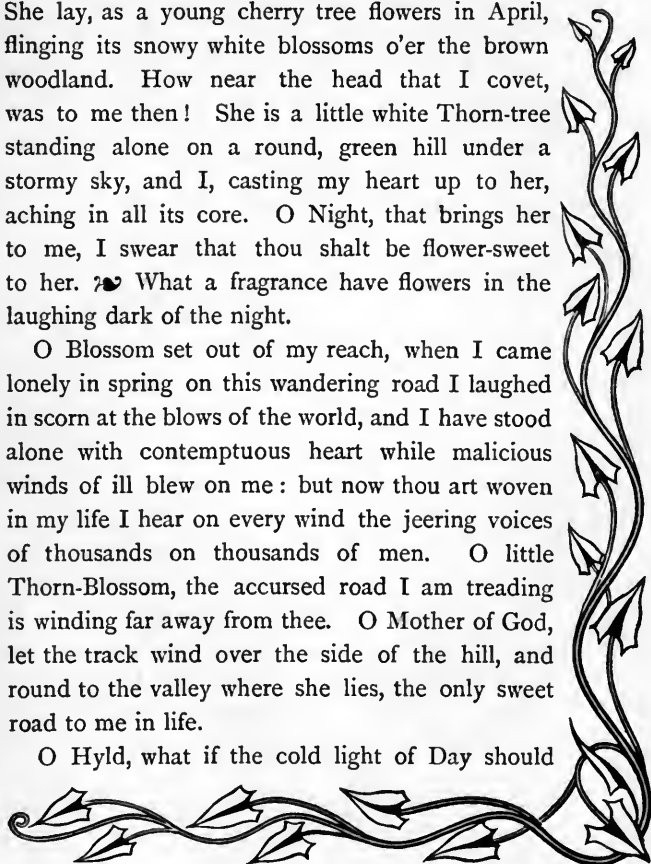 She lay, as a young cherry tree flowers in April,
flinging its snowy white blossoms o'er the brown
woodland. How near the head that I covet,
was to me then! She is a little white Thorn-tree
standing alone on a round, green hill under a
stormy sky, and I, casting my heart up to her,
aching in all its core. O Night, that brings her
to me, I swear that thou shalt be flower-sweet
to her. ❧ What a fragrance have flowers in the
laughing dark of the night.
O Blossom set out of my reach, when I came
lonely in spring on this wandering road I laughed
in scorn at the blows of the world, and I have stood
alone with contemptuous heart while malicious
winds of ill blew on me: but now thou art woven
in my life I hear on every wind the jeering voices
of thousands on thousands of men. O little
Thorn-Blossom, the accursed road I am treading
is winding far away from thee. O Mother of God,
let the track wind over the side of the hill, and
round to the valley where she lies, the only sweet
road to me in life.
O Hyld, what if the cold light of Day should